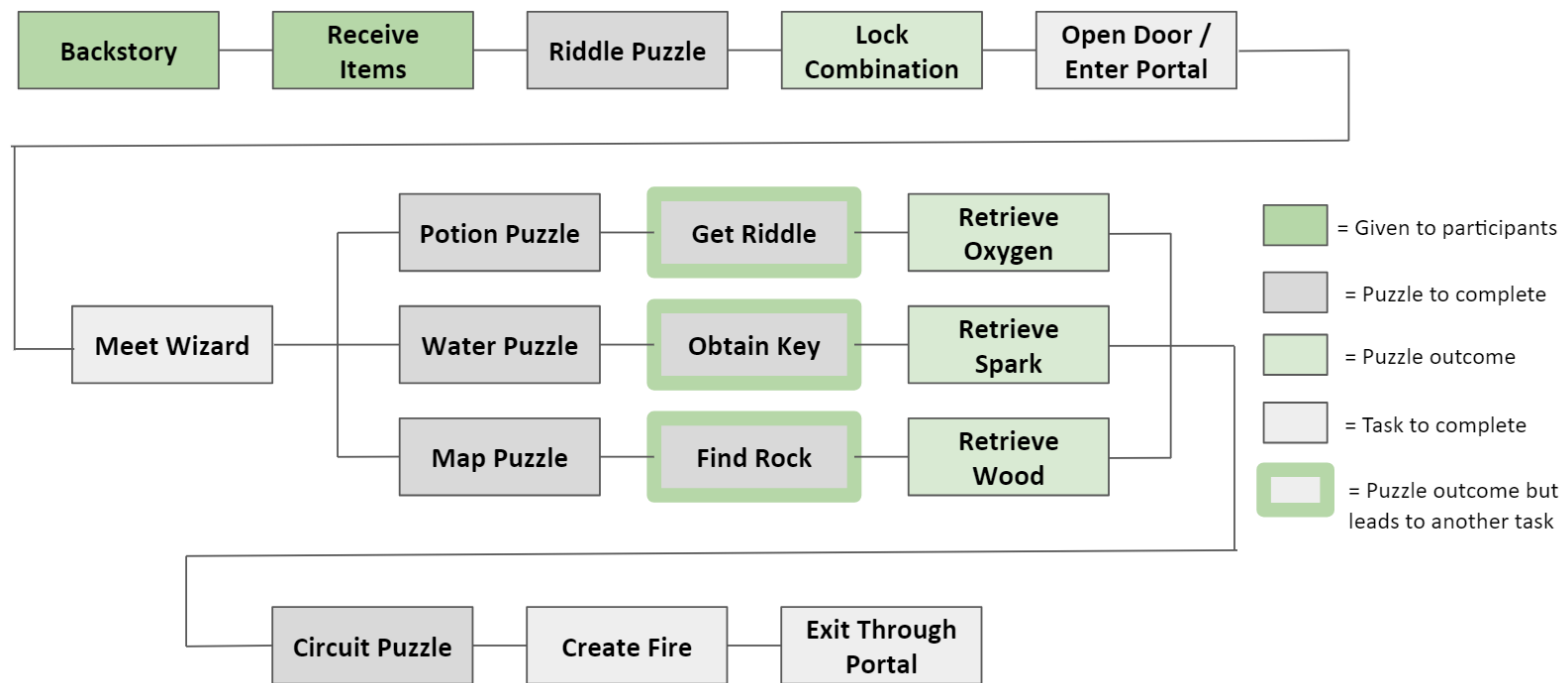 Backstory
Receive
Items
Riddle Puzzle
Lock
Combination
Open Door /
Enter Portal
Meet Wizard
Potion Puzzle
Get Riddle
Retrieve
Oxygen
Water Puzzle
Obtain Key
Retrieve
Spark
Map Puzzle
Find Rock
Retrieve
Wood
= Given to participants
= Puzzle to complete
= Puzzle outcome
= Task to complete
= Puzzle outcome but
leads to another task
Circuit Puzzle
Create Fire
Exit Through
Portal